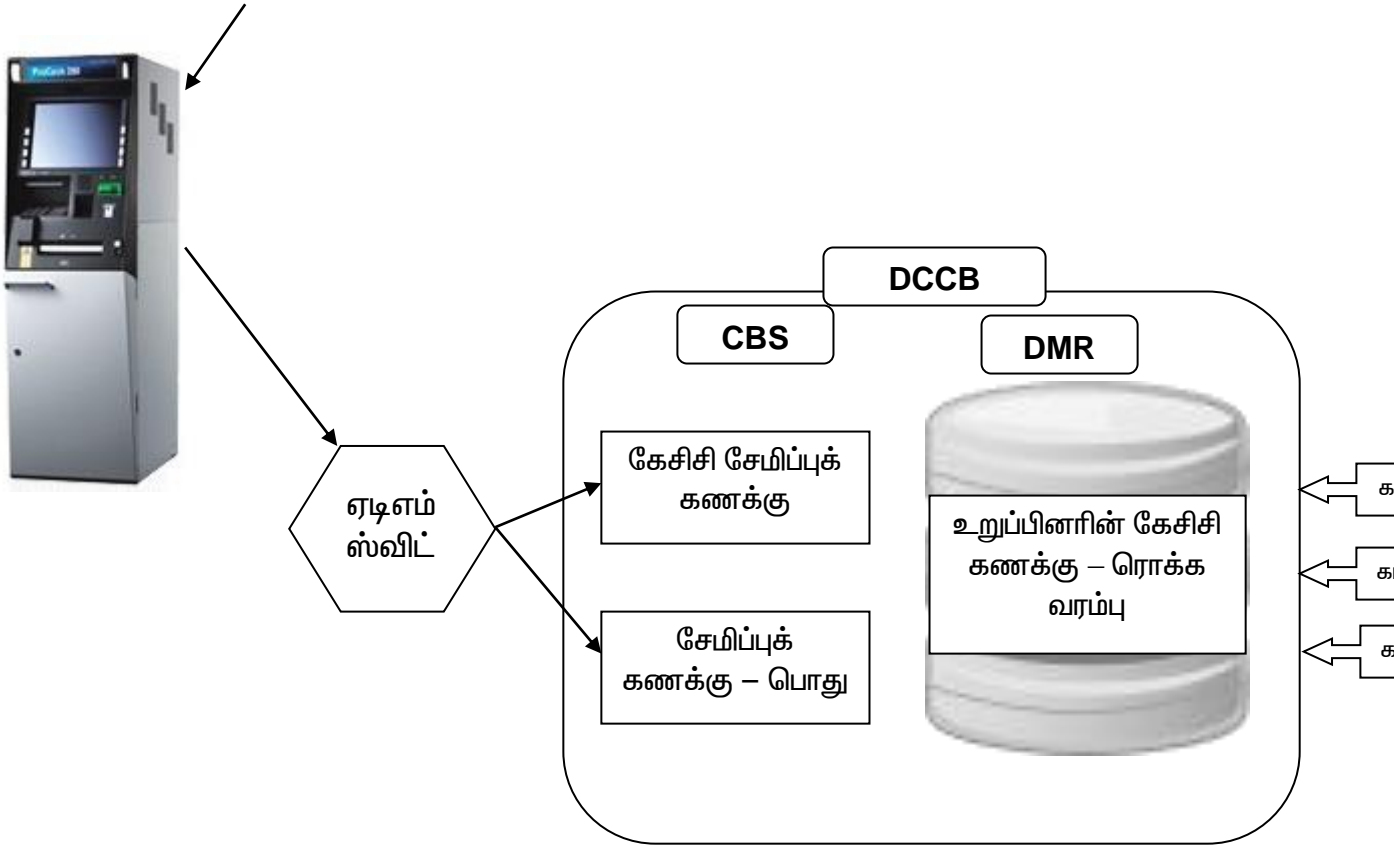 DCCB
CBS
DMR
கேசிசி சேமிப்புக்
கணக்கு
ஏடிஎம்
ஸ்விட்
உறுப்பினரின் கேசிசி
கணக்கு – ரொக்க
வரம்பு
சேமிப்புக்
கணக்கு – பொது